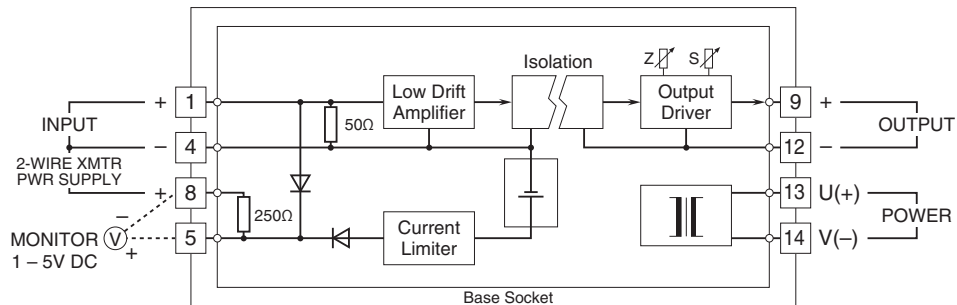 Isolation
Z
S
Low Drift
Amplifier
Output
Driver
+
1
50Ω
9
+
INPUT
OUTPUT
−
4
12
−
2-WIRE XMTR
PWR SUPPLY
+
8
13
U(+)
−
250Ω
POWER
MONITOR
V
5
Current
Limiter
14
V(−)
+
1 – 5V DC
Base Socket